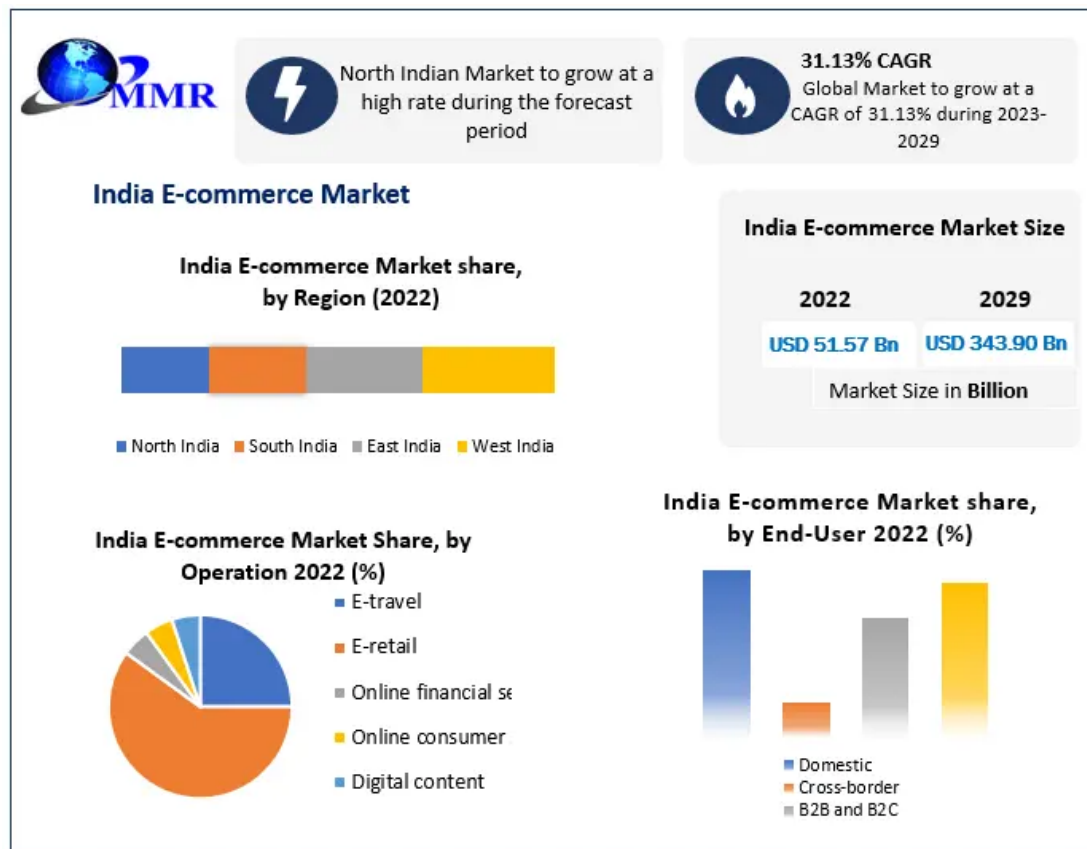 MMR
North Indian Market to grow at a
high rate during the forecast
period
31.13% CAGR
Global Market to grow at a
CAGR of 31.13% during 2023-
2029
India E-commerce Market
India E-commerce Market share,
by Region (2022)
North India South India East India West India
India E-commerce Market Size
2022 2029
USD 51.57 Bn USD 343.90 Bn
Market Size in Billion
India E-commerce Market Share, by
Operation 2022 (%)
E-travel
E-retail
Online financial se
Online consumer
Digital content
India E-commerce Market share,
by End-User 2022 (%)
Domestic
Cross-border
B2B and B2C